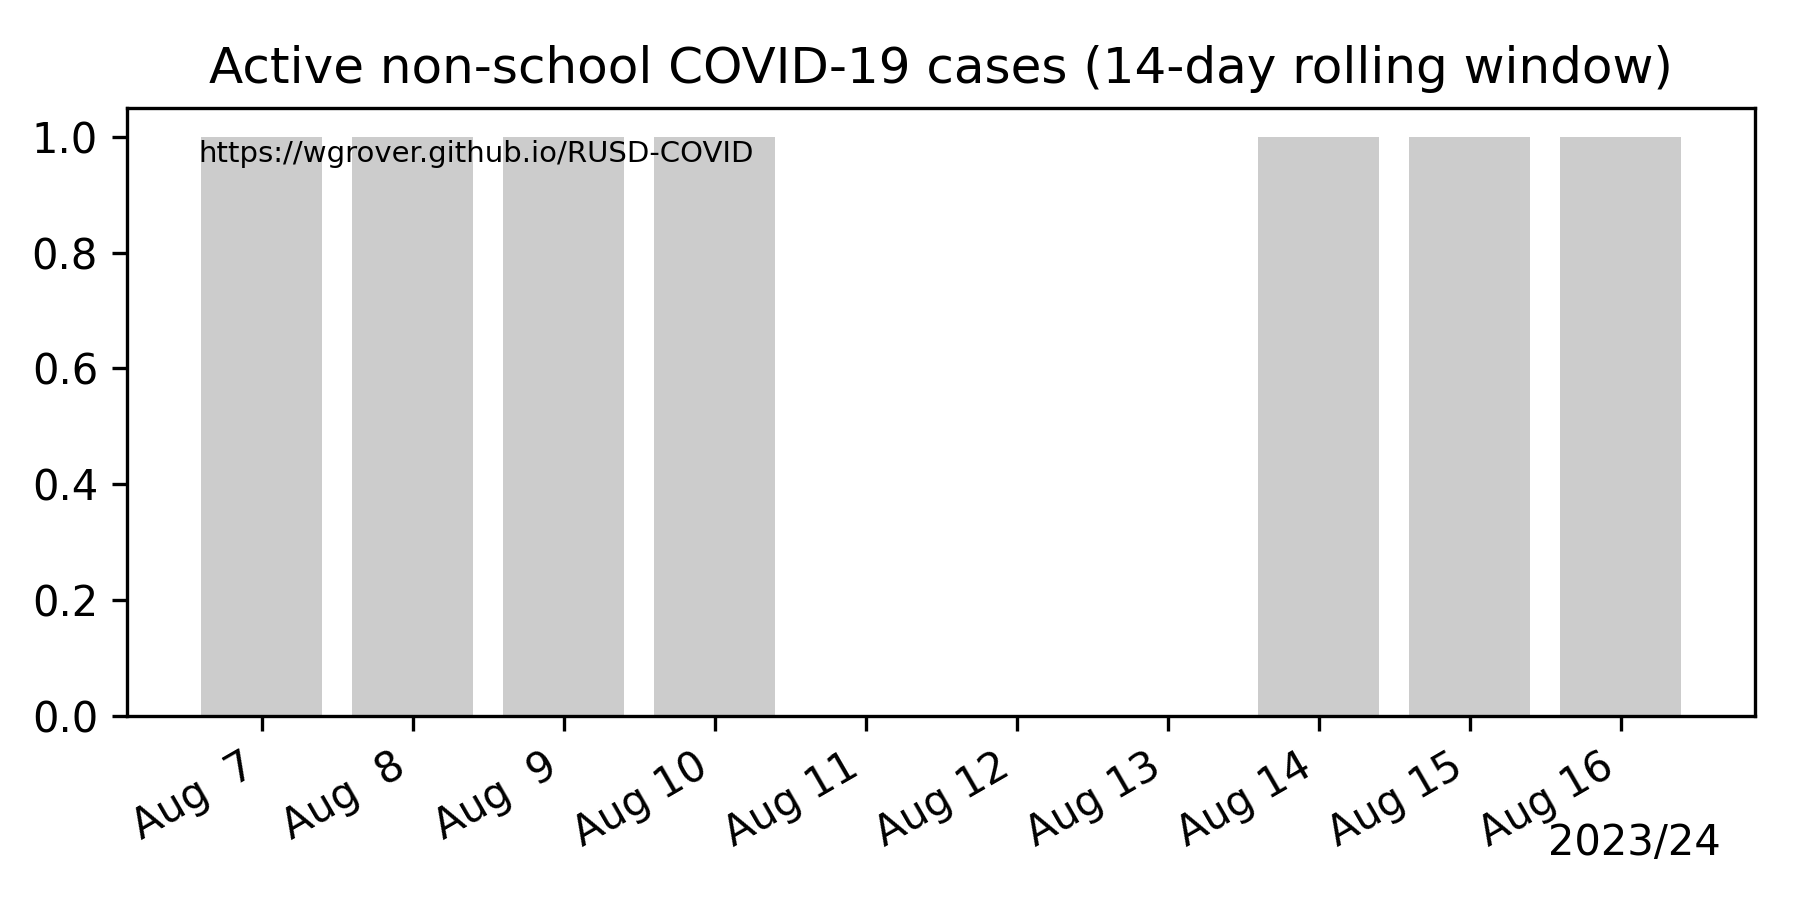 Active non-school COVID-19 cases (14-day rolling window)
https://wgrover.github.io/RUSD-COVID
1.0
0.8
0.6
0.4
0.2
0.0
Aug 7
Aug 8
Aug 9
Aug 10
Aug 11
Aug 12
Aug 13
Aug 14
Aug 15
Aug 16
2023/24